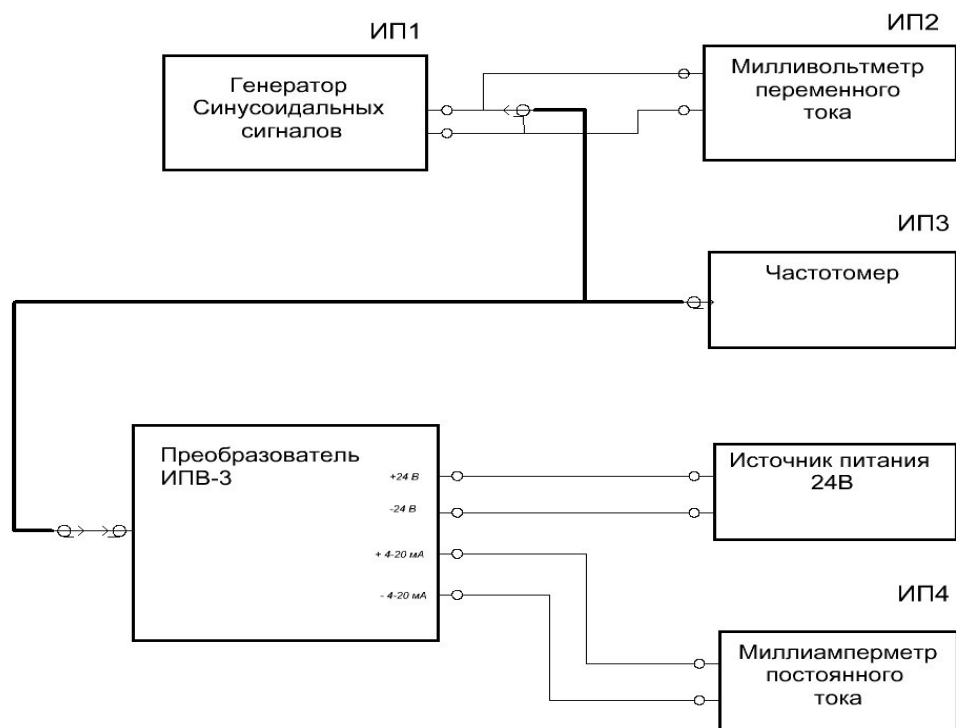 ИП1
Генератор
Синусоидальных
сигналов
ИП2
Милливольтметр
переменного
тока
ИП3
Частотомер
Преобразователь
ИПВ-3
+24 В
-24 В
+ 4-20 мА
- 4-20 мА
Источник питания
24В
ИП4
Миллиамперметр
постоянного
тока